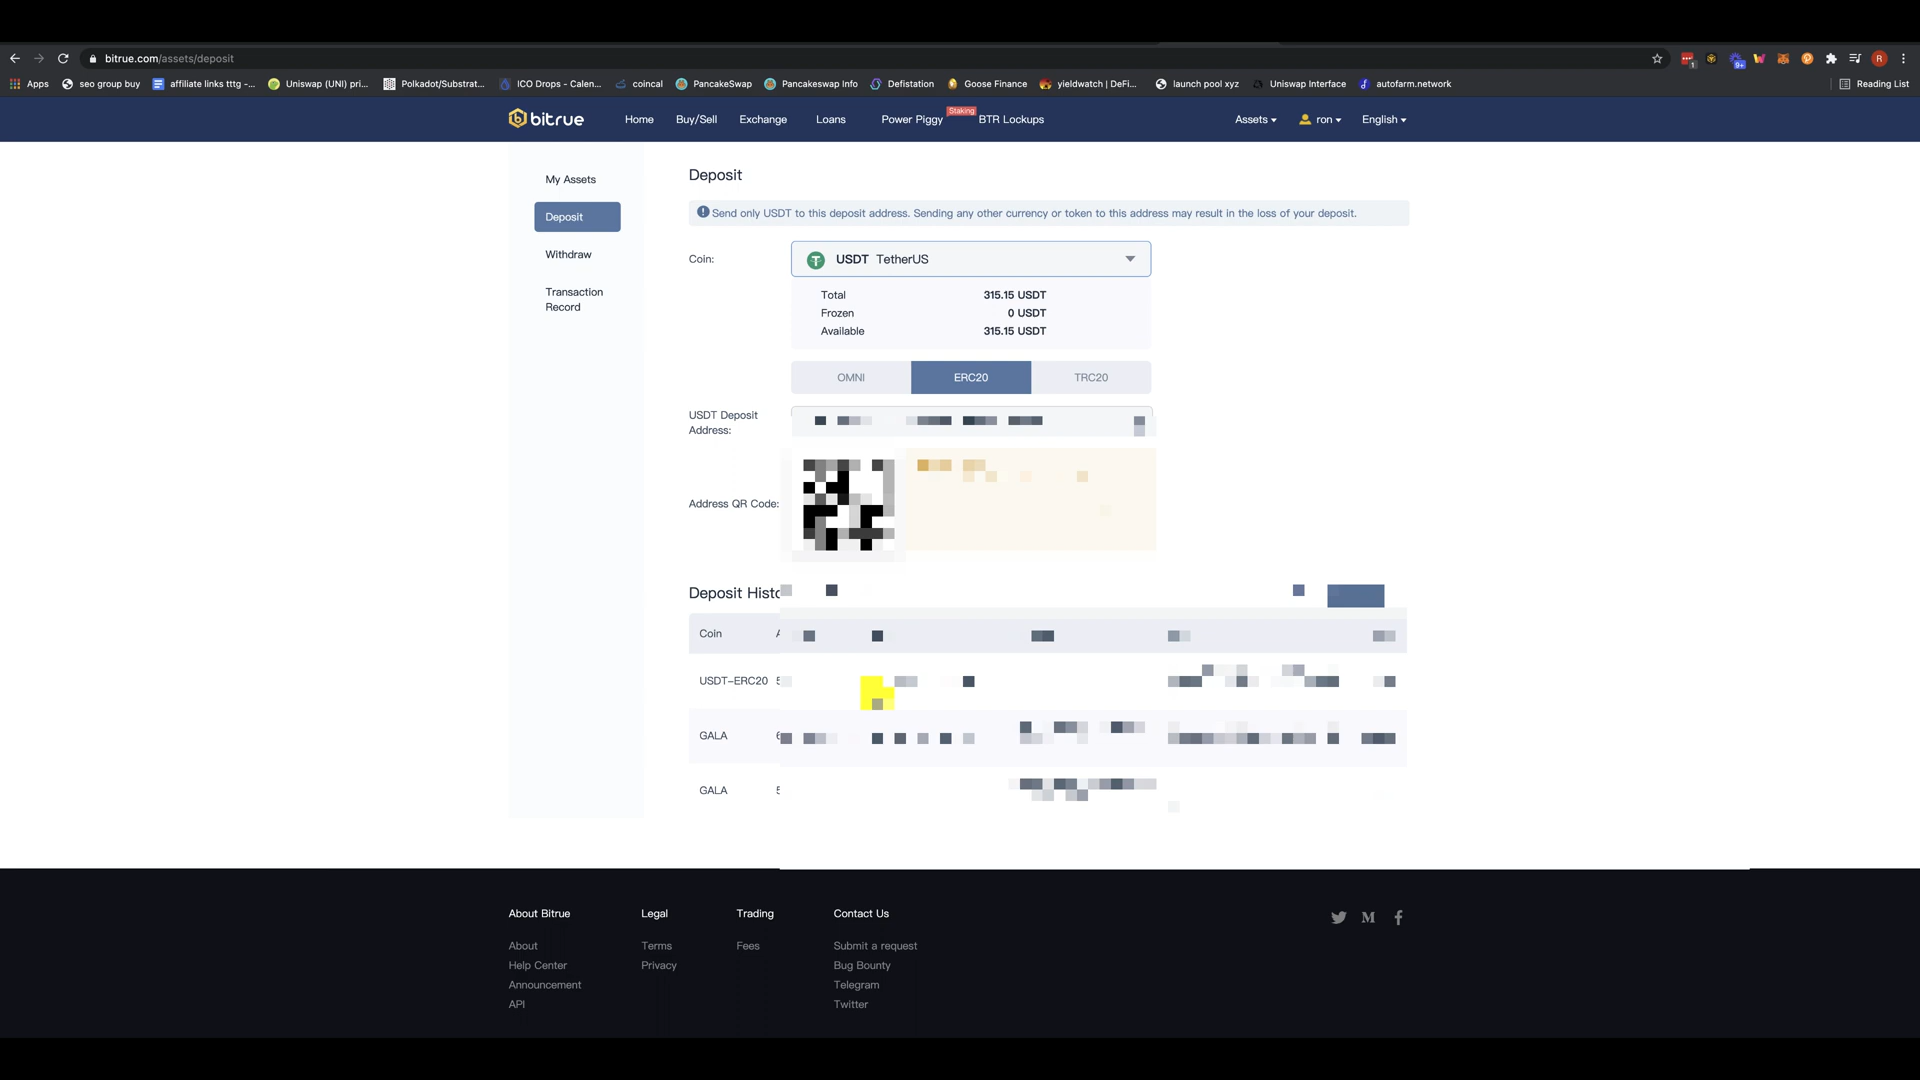 bitrue.com/assets/deposit
Apps seo group buy affiliate links tttg -... Uniswap (UNI) pri... Polkadot/Substrat... ICO Drops - Calen... coincal PancakeSwap Pancakeswap Info Defistation Goose Finance yieldwatch | DeFi... launch pool xyz Uniswap Interface autofarm.network Reading List
bitrue Home Buy/Sell Exchange Loans Power Piggy Staking BTR Lockups Assets ron English
My Assets
Deposit
Withdraw
Transaction
Record
Deposit
Send only USDT to this deposit address. Sending any other currency or token to this address may result in the loss of your deposit.
Coin: USDT TetherUS
Total 315.15 USDT
Frozen 0 USDT
Available 315.15 USDT
OMNI ERC20 TRC20
USDT Deposit
Address:
Address QR Code:
Deposit
Coin
USDT-ERC20 5
GALA 6
GALA 5
About Bitrue Legal Trading Contact Us
About Terms Fees Submit a request
Help Center Privacy Bug Bounty
Announcement Telegram
API Twitter